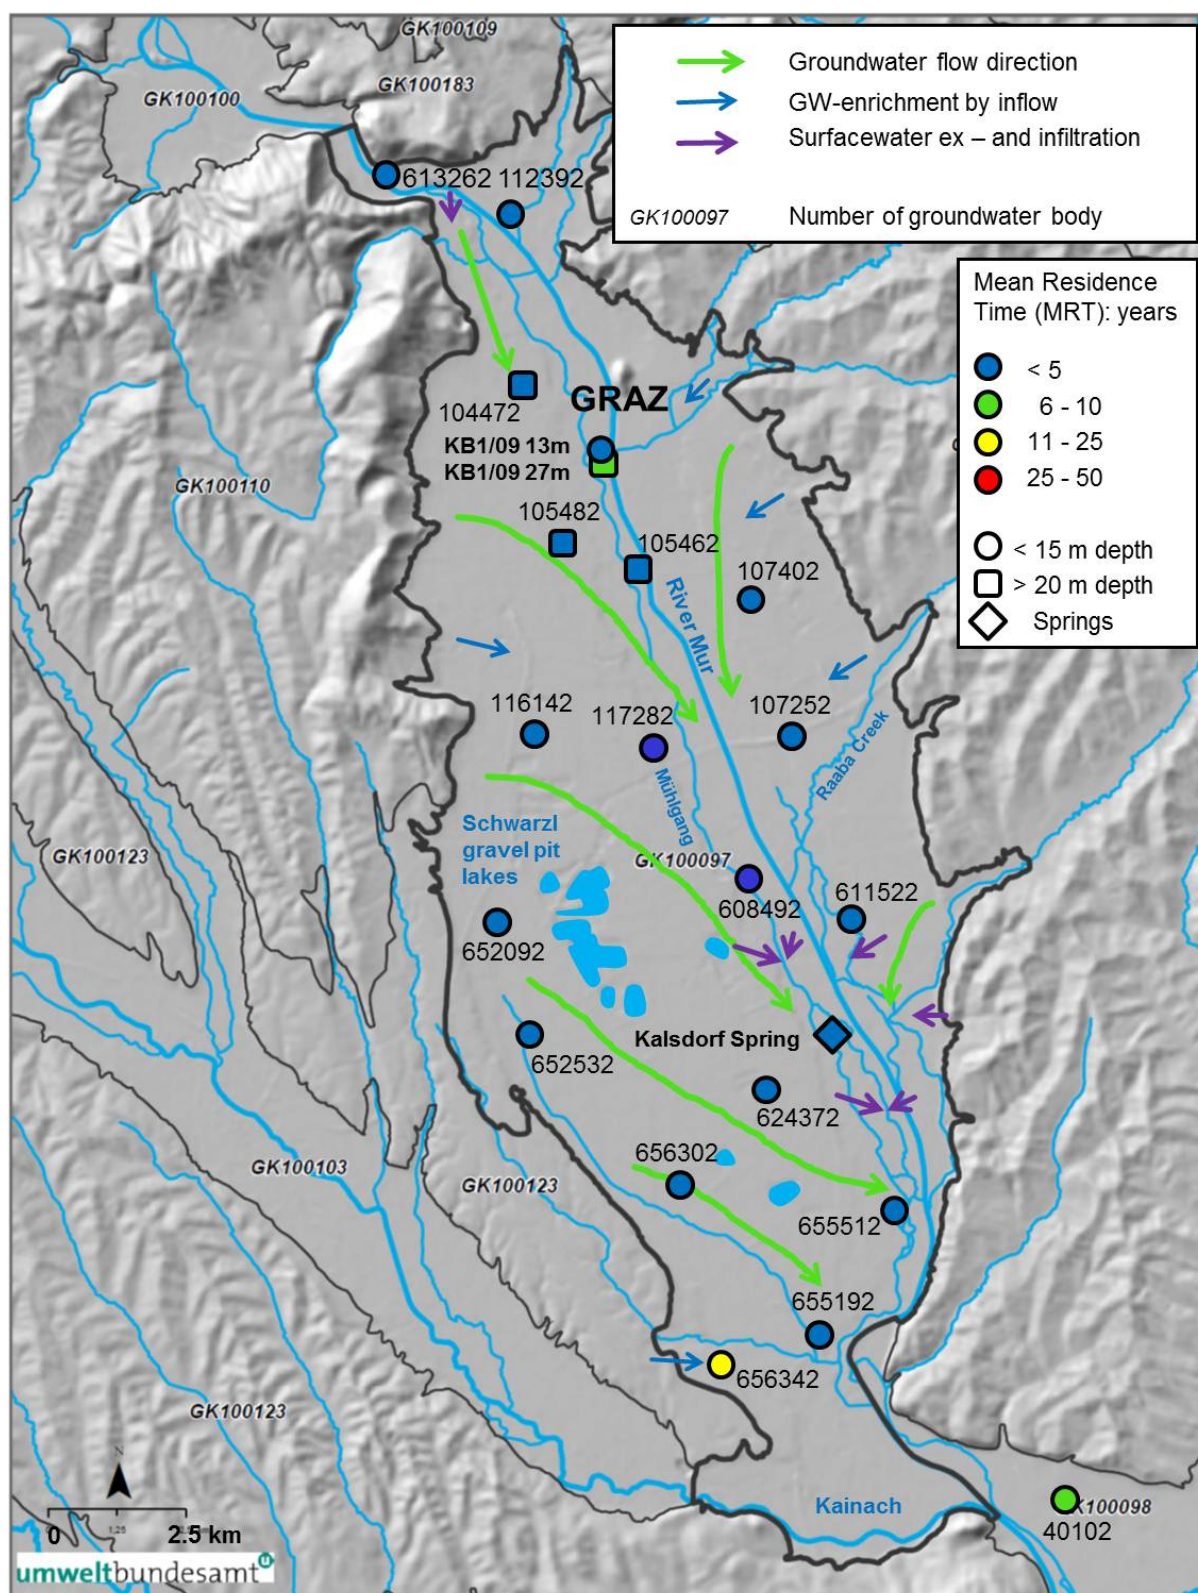 GK100109
GK100183
GK100100
Groundwater flow direction
GW-enrichment by inflow
Surfacewater ex – and infiltration
GK100097 Number of groundwater body
613262 112392
Mean Residence
Time (MRT): years
< 5
6 - 10
11 - 25
25 - 50
< 15 m depth
> 20 m depth
Springs
104472
GRAZ
KB1/09 13m
KB1/09 27m
GK100110
105482
105462
107402
River Mur
116142
117282
107252
Raaba Creek
Mühlgang
Schwarzl
gravel pit
lakes
GK100123
GK100097
608492
611522
652092
Kalsdorf Spring
652532
624372
GK100103
GK100123
656302
655512
655192
656342
GK100123
N
0 1,25 2.5 km
Kainach
K100098
40102
umweltbundesamt